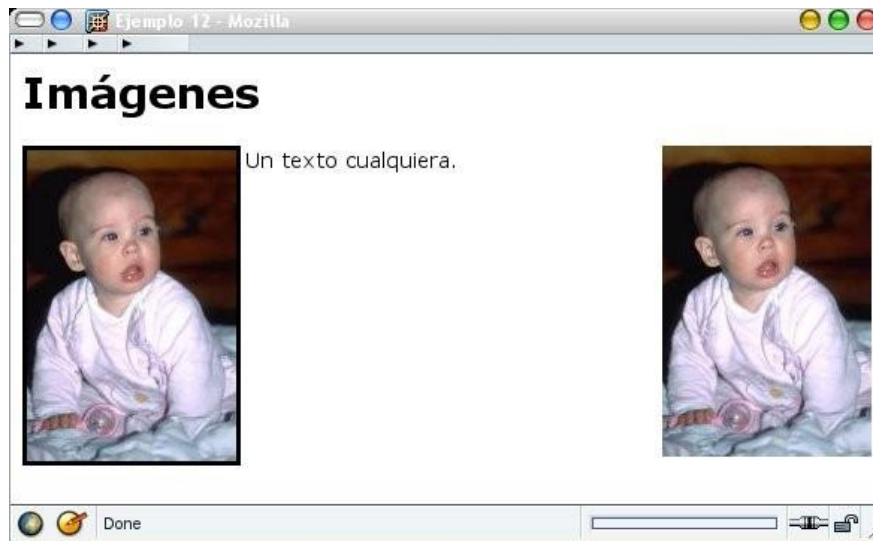 Ejemplo 12 - Mozilla
Imágenes
Un texto cualquiera.
Done